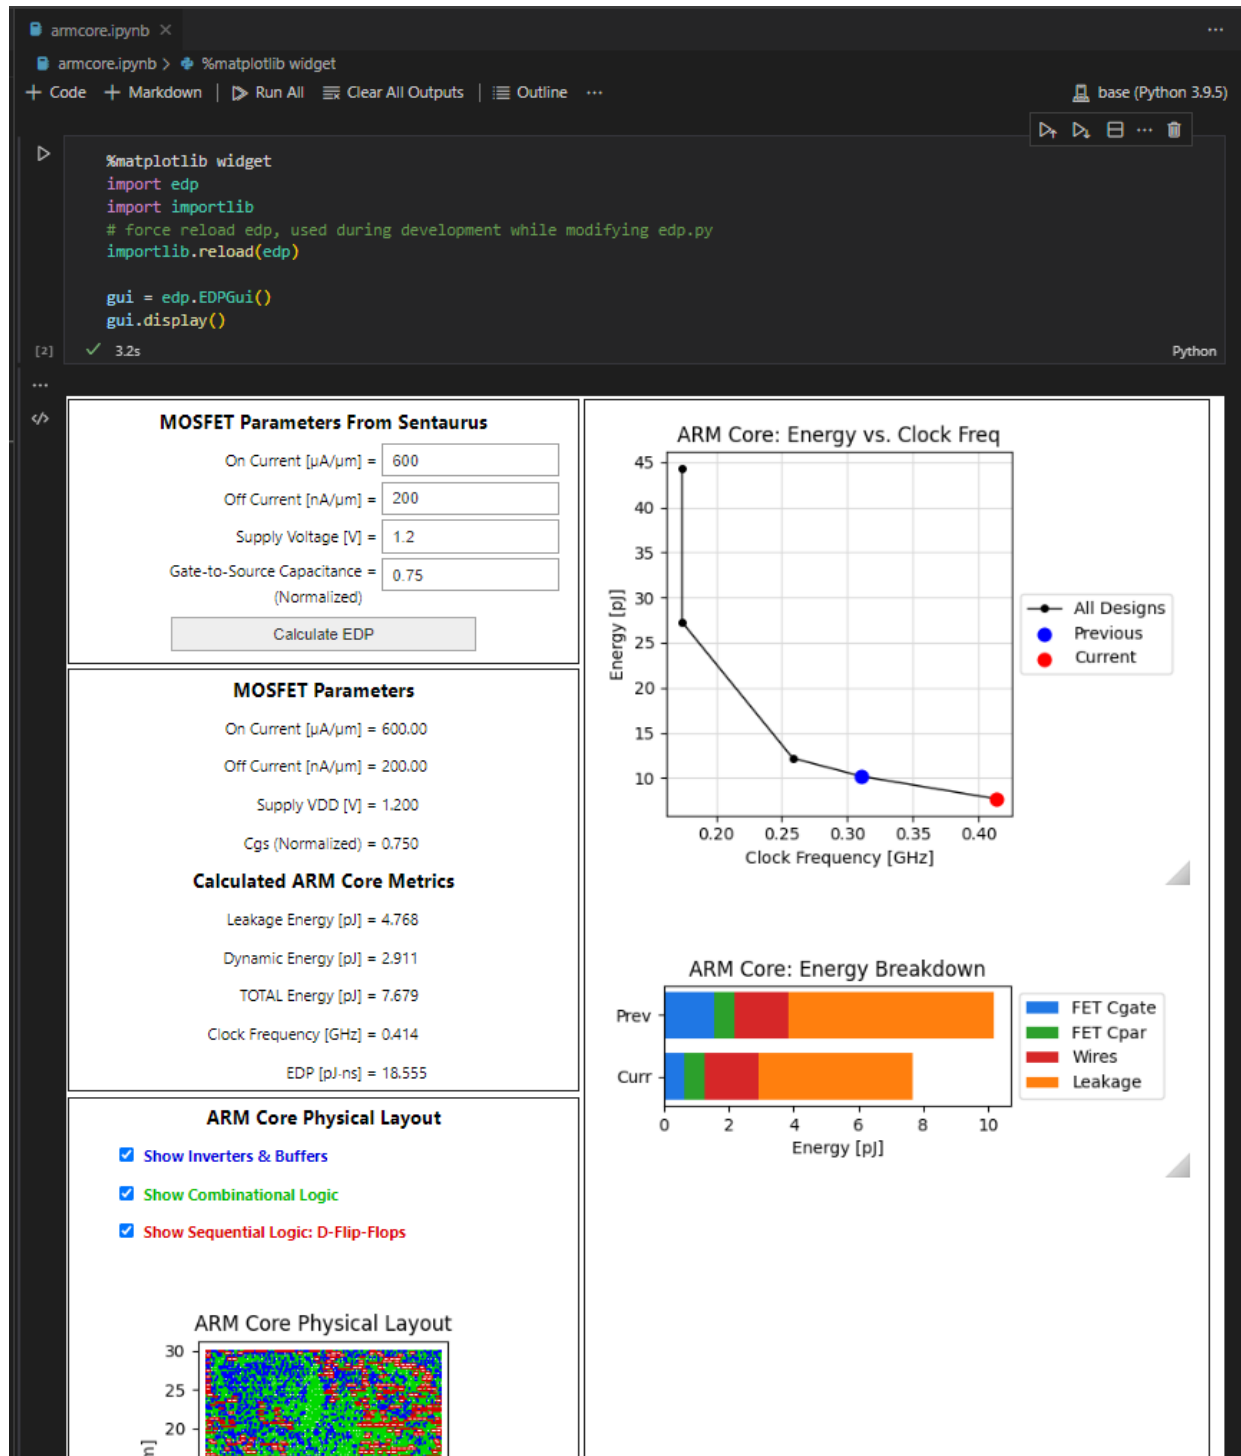 armcore.ipynb
armcore.ipynb > %matplotlib widget
+ Code + Markdown | Run All Clear All Outputs | Outline ...
base (Python 3.9.5)
%matplotlib widget
import edp
import importlib
# force reload edp, used during development while modifying edp.py
importlib.reload(edp)
gui = edp.EDPGui()
gui.display()
[2] 3.2s
Python
MOSFET Parameters From Sentaurus
On Current [µA/µm] = 600
Off Current [nA/µm] = 200
Supply Voltage [V] = 1.2
Gate-to-Source Capacitance = 0.75
(Normalized)
Calculate EDP
MOSFET Parameters
On Current [µA/µm] = 600.00
Off Current [nA/µm] = 200.00
Supply VDD [V] = 1.200
Cgs (Normalized) = 0.750
Calculated ARM Core Metrics
Leakage Energy [pJ] = 4.768
Dynamic Energy [pJ] = 2.911
TOTAL Energy [pJ] = 7.679
Clock Frequency [GHz] = 0.414
EDP [pJ-ns] = 18.555
ARM Core Physical Layout
Show Inverters & Buffers
Show Combinational Logic
Show Sequential Logic: D-Flip-Flops
ARM Core Physical Layout
30
25
20
ARM Core: Energy vs. Clock Freq
45
40
35
30
25
20
15
10
Energy [pJ]
0.20 0.25 0.30 0.35 0.40
Clock Frequency [GHz]
All Designs
Previous
Current
ARM Core: Energy Breakdown
Prev
Curr
0 2 4 6 8 10
Energy [pJ]
FET Cgate
FET Cpar
Wires
Leakage